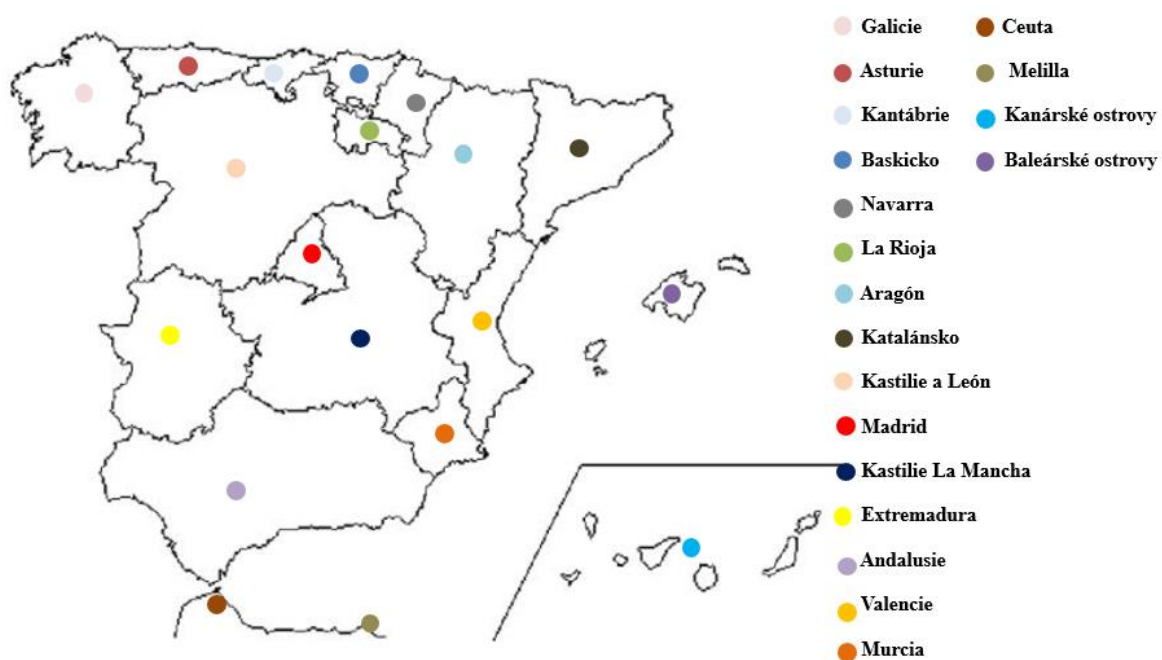 Galicie
Asturie
Kantábrie
Baskicko
Navarra
La Rioja
Aragón
Katalánsko
Kastilie a León
Madrid
Kastilie La Mancha
Extremadura
Andalusie
Valencie
Murcia
Ceuta
Melilla
Kanárské ostrovy
Baleárské ostrovy